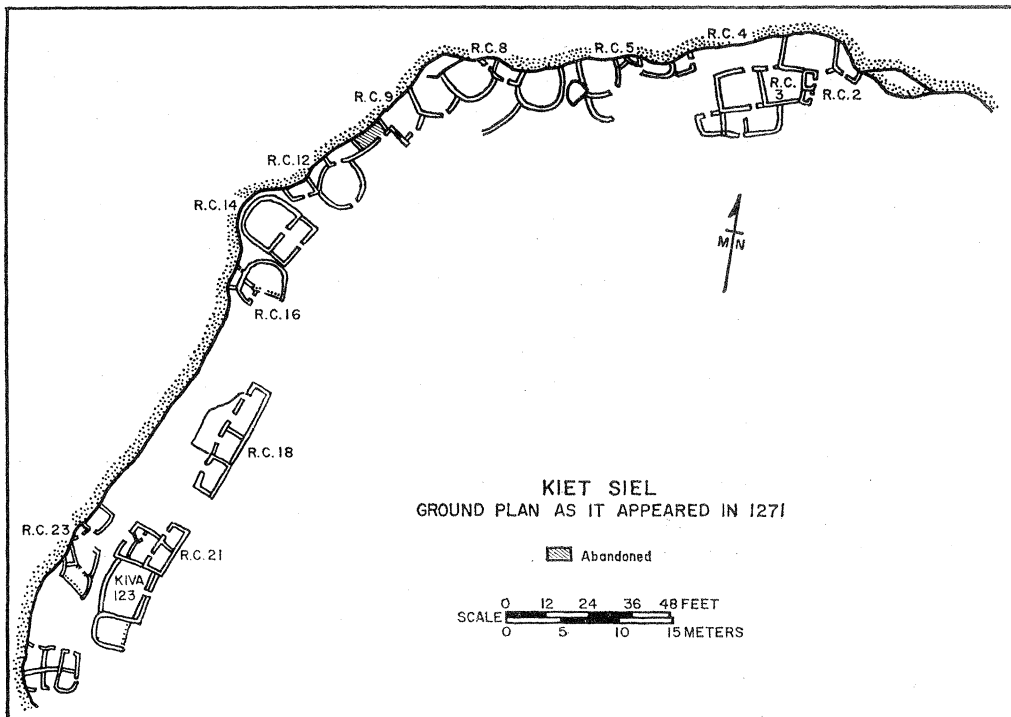 R.C.8
R.C.5
R.C.4
R.C.
3
R.C.2
R.C.9
R.C.12
R.C.14
MN
R.C.16
R.C.18
KIET SIEL
GROUND PLAN AS IT APPEARED IN 1271
R.C.23
R.C.21
Abandoned
KIVA
123
0 12 24 36 48 FEET
SCALE
0 5 10 15 METERS